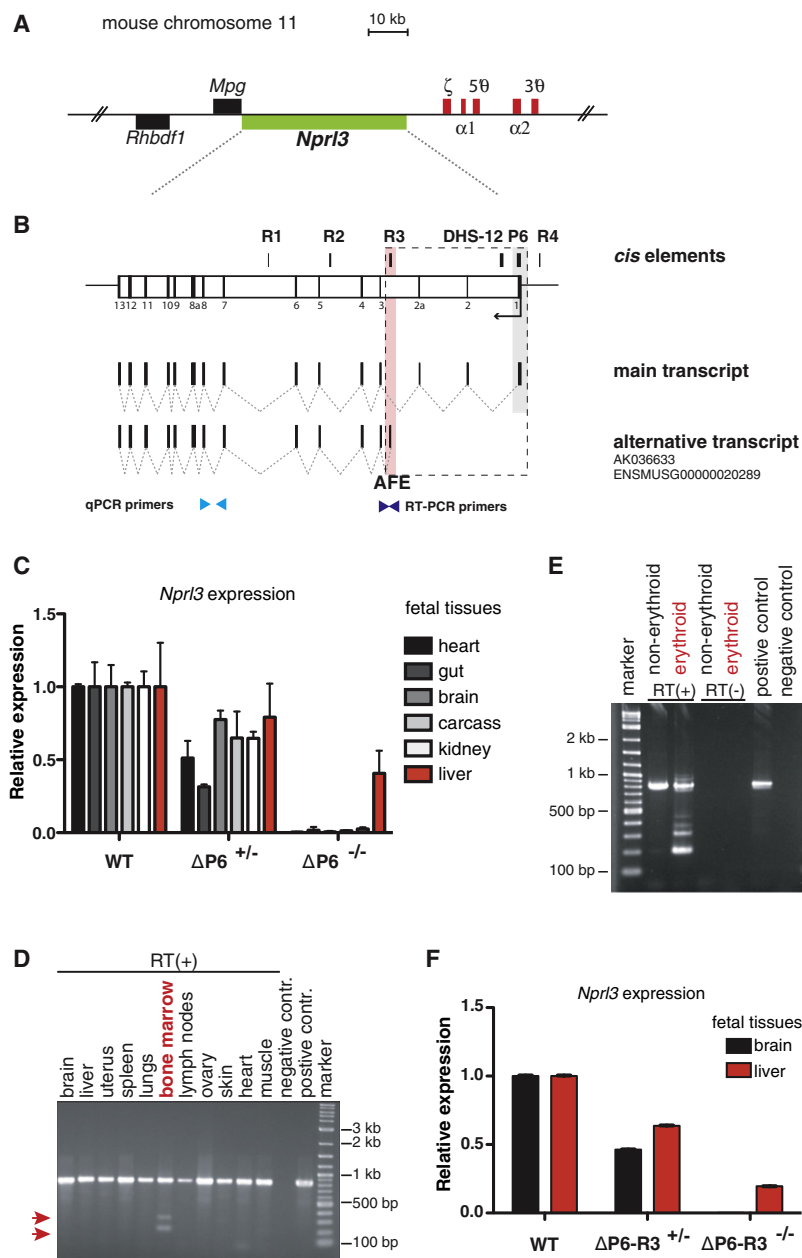 A
mouse chromosome 11
10 kb
Mpg
ζ 5'θ 3'θ
Rhbdf1
Nprl3
α1 α2
B
R1 R2 R3 DHS-12 P6 R4
cis elements
1312 11 109 8a8 7 6 5 4 3 2a 2 1
main transcript
alternative transcript
AK036633
ENSMUSG00000020289
AFE
qPCR primers
RT-PCR primers
C
Nprl3 expression
fetal tissues
heart
gut
brain
carcass
kidney
liver
Relative expression
1.5
1.0
0.5
0.0
WT
ΔP6 +/-
ΔP6 -/-
E
marker
non-erythroid
erythroid
non-erythroid
erythroid
postive control
negative control
RT(+) RT(-)
2 kb
1 kb
500 bp
100 bp
D
RT(+)
brain
liver
uterus
spleen
lungs
bone marrow
lymph nodes
ovary
skin
heart
muscle
negative contr.
postive contr.
marker
3 kb
2 kb
1 kb
500 bp
100 bp
F
Nprl3 expression
fetal tissues
brain
liver
Relative expression
1.5
1.0
0.5
0.0
WT
ΔP6-R3 +/-
ΔP6-R3 -/-